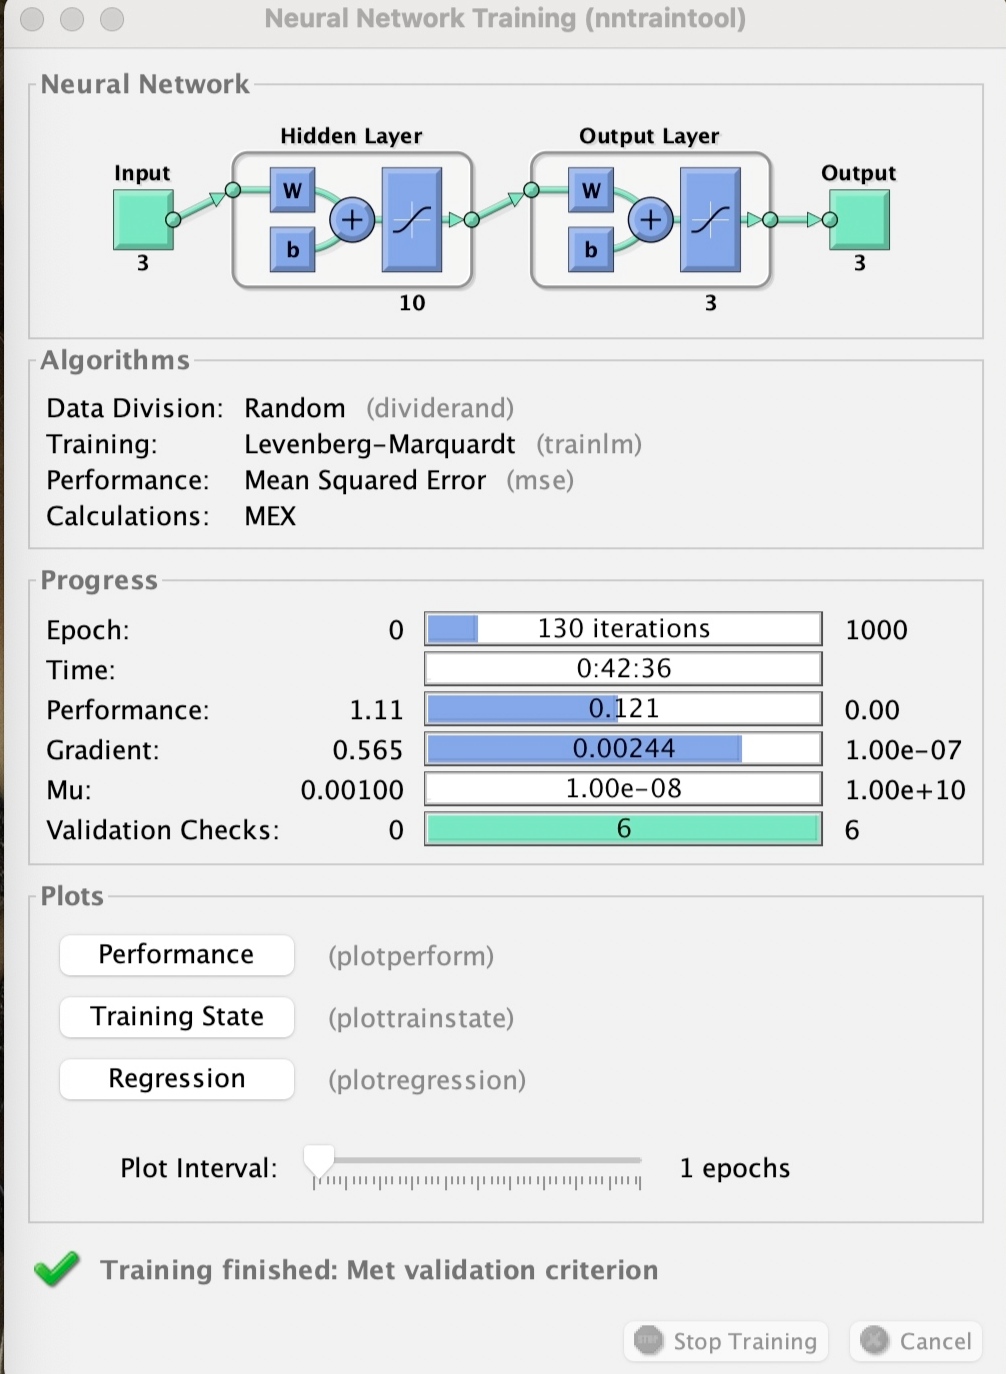 Neural Network Training (nntraintool)
Neural Network
Hidden Layer
Output Layer
Input
Output
W
W
b
b
3
3
10
3
Algorithms
Data Division: Random (dividerand)
Training: Levenberg-Marquardt (trainlm)
Performance: Mean Squared Error (mse)
Calculations: MEX
Progress
Epoch: 0 130 iterations 1000
Time: 0:42:36
Performance: 1.11 0.121 0.00
Gradient: 0.565 0.00244 1.00e-07
Mu: 0.00100 1.00e-08 1.00e+10
Validation Checks: 0 6 6
Plots
Performance (plotperform)
Training State (plottrainstate)
Regression (plotregression)
Plot Interval: 1 epochs
Training finished: Met validation criterion
STOP Stop Training Cancel